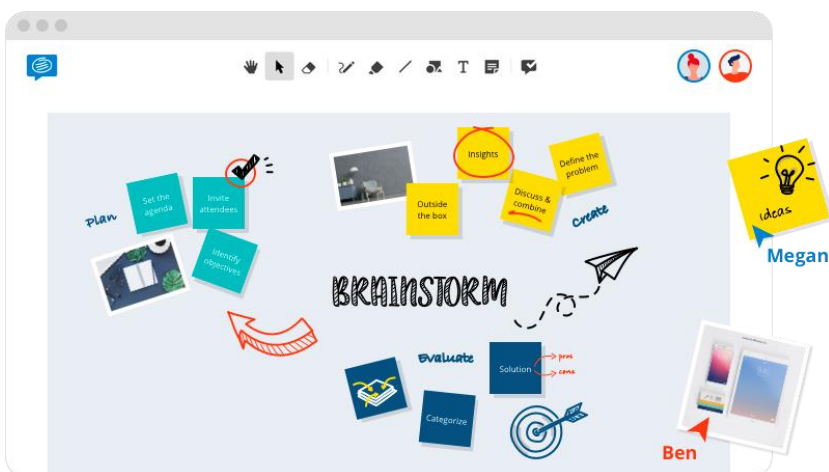 Insights
Define the
problem
Set the
agenda
Invite
attendees
Plan
Outside
the box
Discuss &
combine
Create
ideas
Identify
objectives
Megan
BRAINSTORM
Evaluate
Solution
pros
cons
Categorize
Ben
T